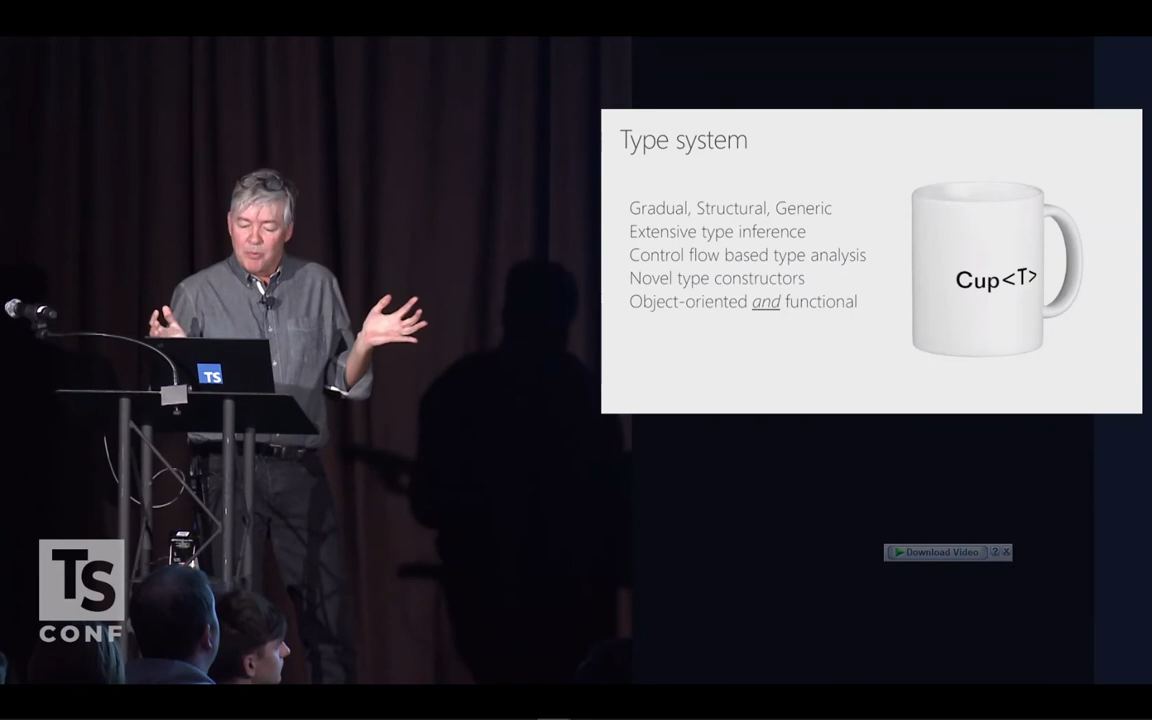 Type system
Gradual, Structural, Generic
Extensive type inference
Control flow based type analysis
Novel type constructors
Object-oriented and functional
Cup<T>
TS
TS
CONF
Download Video
?
X